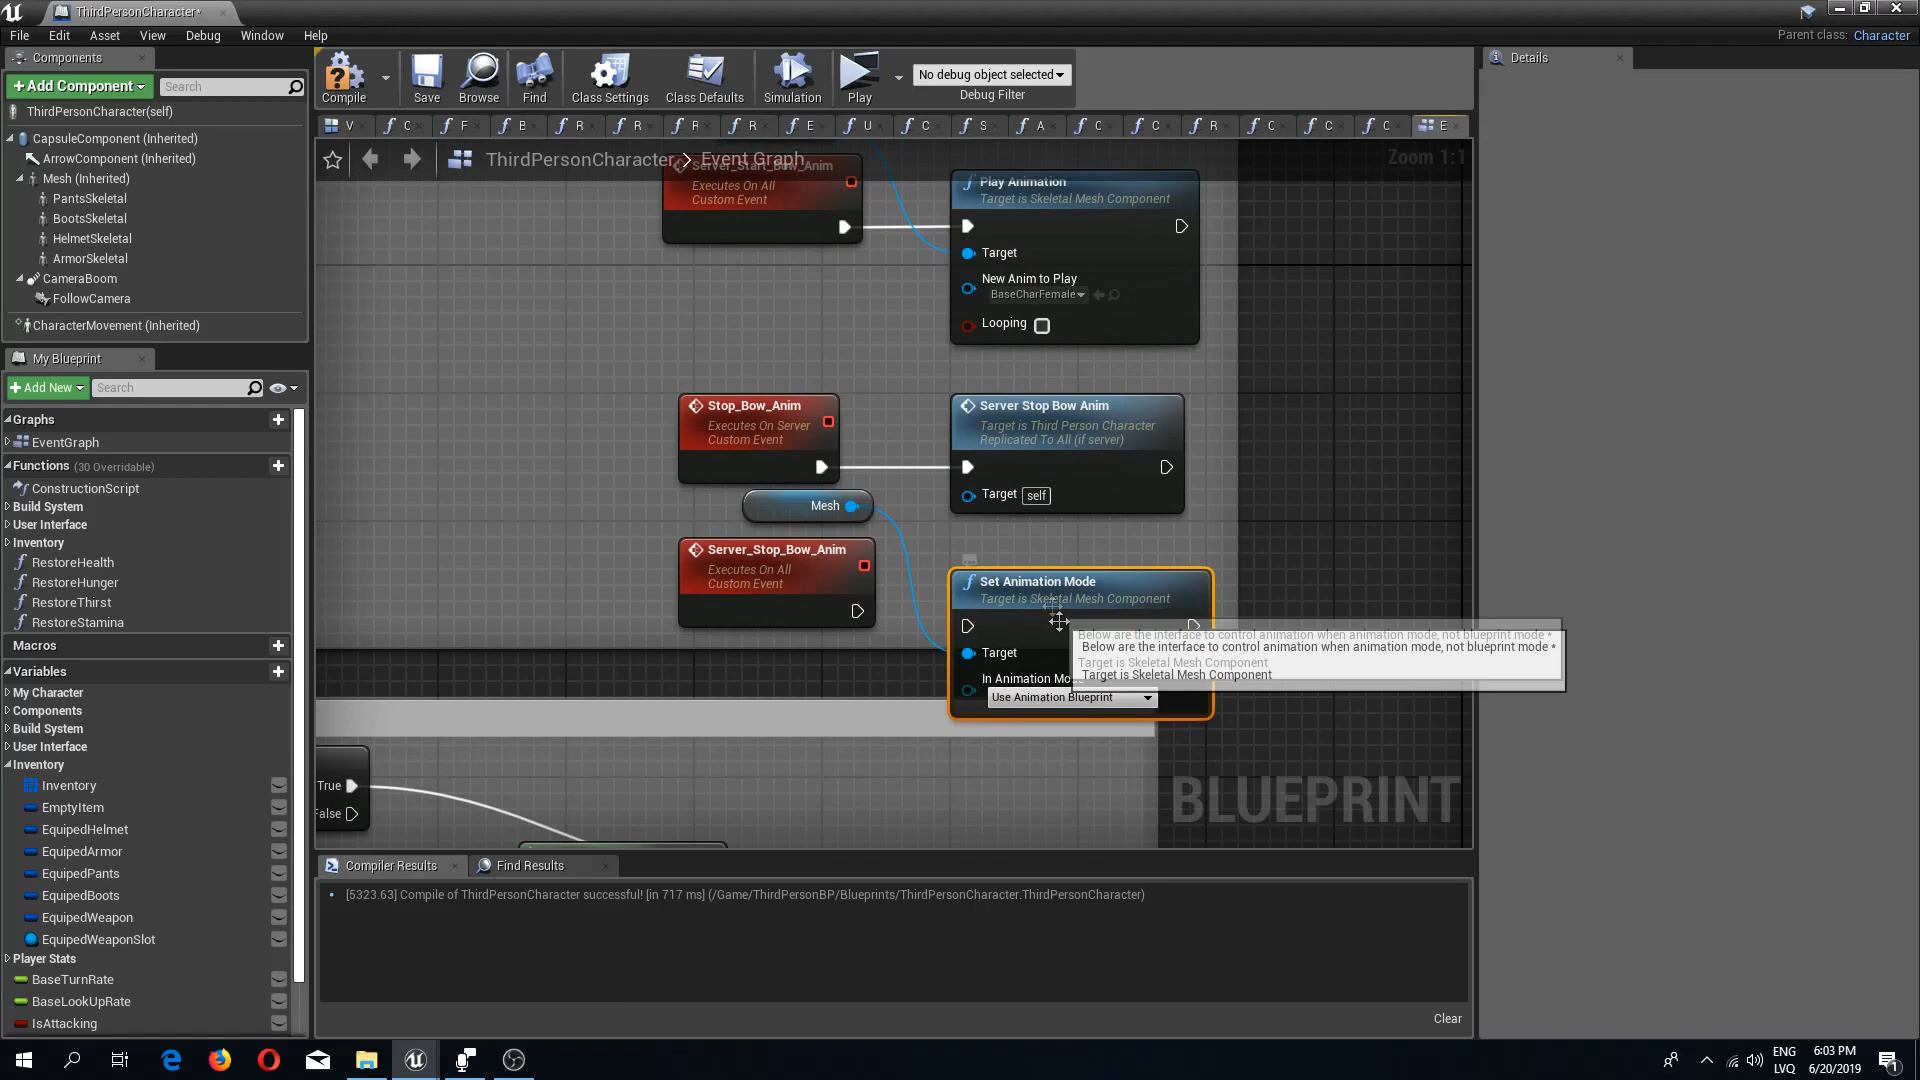 ThirdPersonCharacter*
File Edit Asset View Debug Window Help
Parent class: Character
Components
+Add Component
Search
ThirdPersonCharacter(self)
CapsuleComponent (Inherited)
ArrowComponent (Inherited)
Mesh (Inherited)
PantsSkeletal
BootsSkeletal
HelmetSkeletal
ArmorSkeletal
CameraBoom
FollowCamera
CharacterMovement (Inherited)
My Blueprint
+Add New
Search
Graphs
EventGraph
Functions (30 Overridable)
ConstructionScript
Build System
User Interface
Inventory
RestoreHealth
RestoreHunger
RestoreThirst
RestoreStamina
Macros
Variables
My Character
Components
Build System
User Interface
Inventory
Inventory
EmptyItem
EquipedHelmet
EquipedArmor
EquipedPants
EquipedBoots
EquipedWeapon
EquipedWeaponSlot
Player Stats
BaseTurnRate
BaseLookUpRate
IsAttacking
Compile
Save
Browse
Find
Class Settings
Class Defaults
Simulation
Play
No debug object selected
Debug Filter
V f C f F f B f R f R f R f R f E f U f C f S f A f C f C f R f C f C f C E
ThirdPersonCharacter > Event Graph
Zoom 1:1
Server_Start_Bow_Anim
Executes On All
Custom Event
Play Animation
Target is Skeletal Mesh Component
Target
New Anim to Play
BaseCharFemale
Looping
Stop_Bow_Anim
Executes On Server
Custom Event
Server Stop Bow Anim
Target is Third Person Character
Replicated To All (if server)
Target self
Mesh
Server_Stop_Bow_Anim
Executes On All
Custom Event
Set Animation Mode
Target is Skeletal Mesh Component
Target
In Animation Mo
Use Animation Blueprint
Below are the interface to control animation when animation mode, not blueprint mode *
Below are the interface to control animation when animation mode, not blueprint mode *
Target is Skeletal Mesh Component
Target is Skeletal Mesh Component
True
False
BLUEPRINT
Compiler Results
Find Results
[5323.63] Compile of ThirdPersonCharacter successful! [in 717 ms] (/Game/ThirdPersonBP/Blueprints/ThirdPersonCharacter.ThirdPersonCharacter)
Clear
Details
ENG
LVQ
6:03 PM
6/20/2019
1